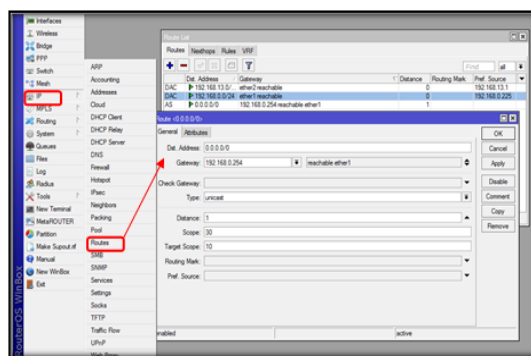 Interfaces
Wireless
Bridge
PPP
Switch
Mesh
IP
MPLS
Routing
System
Queues
Files
Log
Radius
Tools
New Terminal
MetaROUTER
Partition
Make Supout.rif
Manual
New WinBox
Exit
RouterOS WinBox
ARP
Accounting
Addresses
Cloud
DHCP Client
DHCP Relay
DHCP Server
DNS
Firewall
Hotspot
IPsec
Neighbors
Packing
Pool
Routes
SMB
SNMP
Services
Settings
Socks
TFTP
Traffic Flow
UPnP
Route List
Routes Nexthops Rules VRF
Find all
Dst. Address Gateway Distance Routing Mark Pref. Source
DAC 192.168.13.0/... ether2 reachable 0 192.168.13.1
DAC 192.168.0.0/24 ether1 reachable 0 192.168.0.225
AS 0.0.0.0/0 192.168.0.254 reachable ether1 1
Route <0.0.0.0/0>
General Attributes
Dst. Address: 0.0.0.0/0
Gateway: 192.168.0.254 reachable ether1
Check Gateway:
Type: unicast
Distance: 1
Scope: 30
Target Scope: 10
Routing Mark:
Pref. Source:
OK
Cancel
Apply
Disable
Comment
Copy
Remove
enabled active